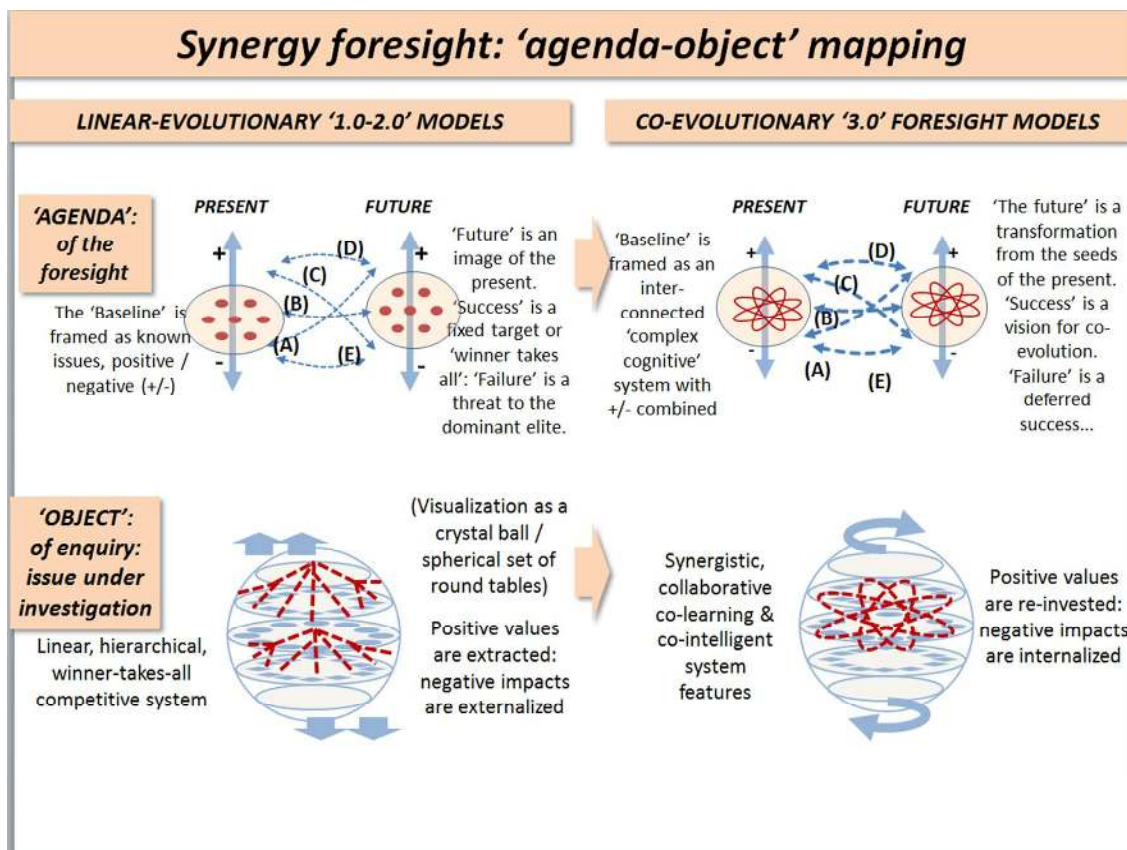 Synergy foresight: ‘agenda-object’ mapping
LINEAR-EVOLUTIONARY ‘1.0-2.0’ MODELS
CO-EVOLUTIONARY ‘3.0’ FORESIGHT MODELS
‘AGENDA’:
of the
foresight
The ‘Baseline’ is
framed as known
issues, positive /
negative (+/-)
PRESENT
FUTURE
+
+
(D)
(C)
(B)
(A)
(E)
-
-
‘Future’ is an
image of the
present.
‘Success’ is a
fixed target or
‘winner takes
all’: ‘Failure’ is a
threat to the
dominant elite.
‘Baseline’ is
framed as an
inter-
connected
‘complex
cognitive’
system with
+/- combined
PRESENT
FUTURE
+
+
(D)
(C)
(B)
-
-
(A)
(E)
‘The future’ is a
transformation
from the seeds
of the present.
‘Success’ is a
vision for co-
evolution.
‘Failure’ is a
deferred
success...
‘OBJECT’:
of enquiry:
issue under
investigation
Linear, hierarchical,
winner-takes-all
competitive system
(Visualization as a
crystal ball /
spherical set of
round tables)
Positive values
are extracted:
negative impacts
are externalized
Synergistic,
collaborative
co-learning &
co-intelligent
system
features
Positive values
are re-invested:
negative impacts
are internalized